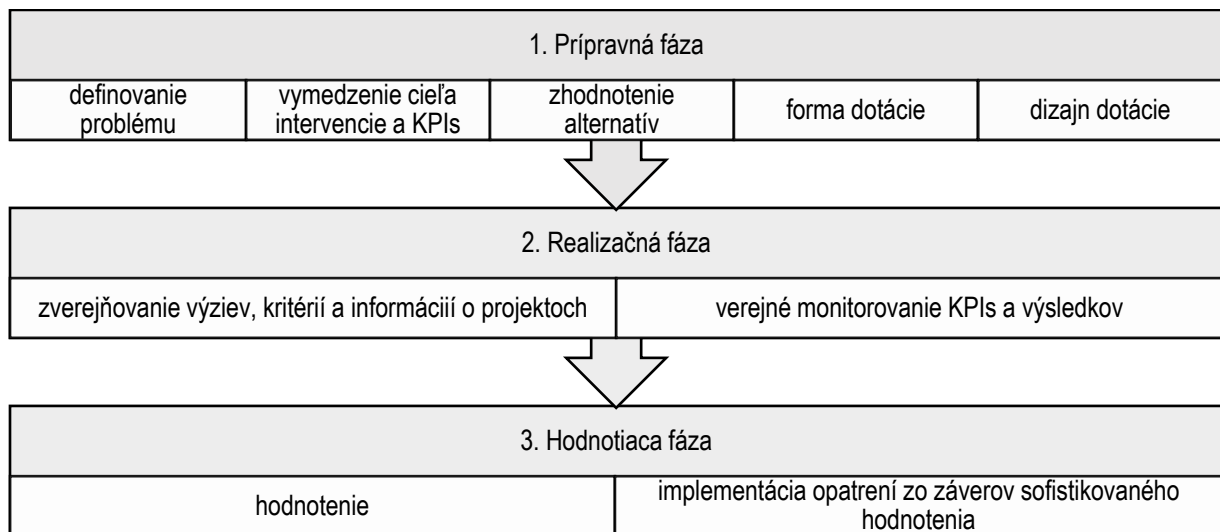 1. Prípravná fáza
definovanie
problému
vymedzenie cieľa
intervencie a KPIs
zhodnotenie
alternatív
forma dotácie
dizajn dotácie
2. Realizačná fáza
zverejňovanie výziev, kritérií a informáciií o projektoch
verejné monitorovanie KPIs a výsledkov
3. Hodnotiaca fáza
hodnotenie
implementácia opatrení zo záverov sofistikovaného
hodnotenia